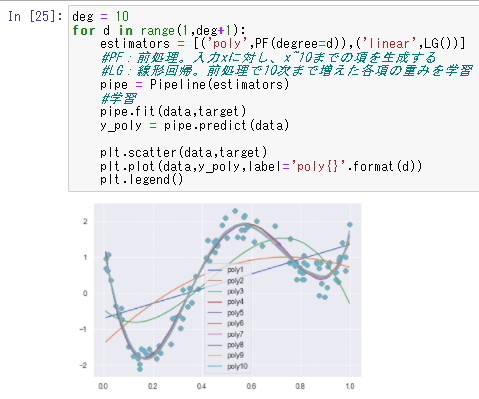 In [25]: deg = 10
for d in range(1,deg+1):
estimators = [('poly',PF(degree=d)),('linear',LG())]
#PF：前処理。入力xに対し、x^10までの項を生成する
#LG：線形回帰。前処理で10次まで増えた各項の重みを学習
pipe = Pipeline(estimators)
#学習
pipe.fit(data,target)
y_poly = pipe.predict(data)
plt.scatter(data,target)
plt.plot(data,y_poly,label='poly{}'.format(d))
plt.legend()
2
1
0
-1
-2
poly1
poly2
poly3
poly4
poly5
poly6
poly7
poly8
poly9
poly10
0.0 0.2 0.4 0.6 0.8 1.0